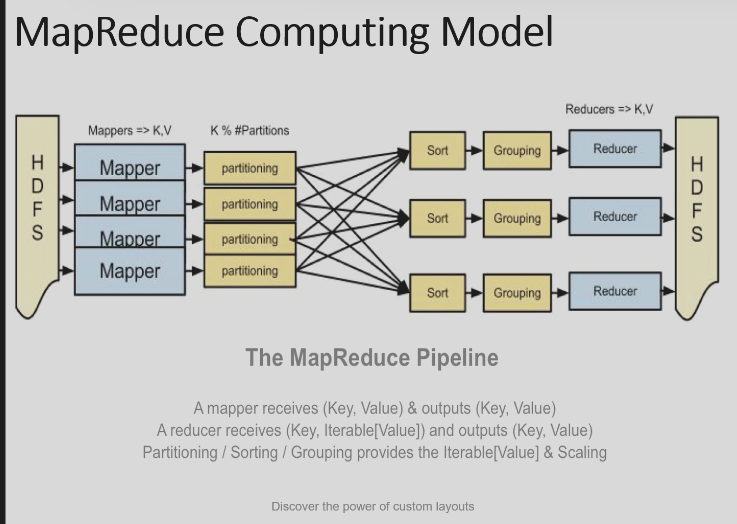 MapReduce Computing Model
Mappers => K,V
K % #Partitions
Reducers => K,V
H
D
F
S
Mapper
Mapper
Mapper
Mapper
partitioning
partitioning
partitioning
partitioning
Sort
Grouping
Reducer
Sort
Grouping
Reducer
Sort
Grouping
Reducer
H
D
F
S
The MapReduce Pipeline
A mapper receives (Key, Value) & outputs (Key, Value)
A reducer receives (Key, Iterable[Value]) and outputs (Key, Value)
Partitioning / Sorting / Grouping provides the Iterable[Value] & Scaling
Discover the power of custom layouts